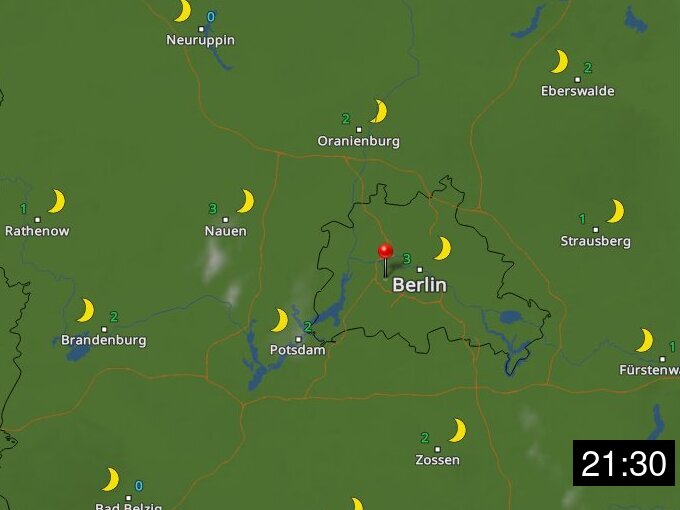 0
Neuruppin
2
Eberswalde
2
Oranienburg
1
Rathenow
3
Nauen
1
Strausberg
3
Berlin
2
Brandenburg
2
Potsdam
1
Fürstenwa
2
Zossen
21:30
0
Bad Belzig